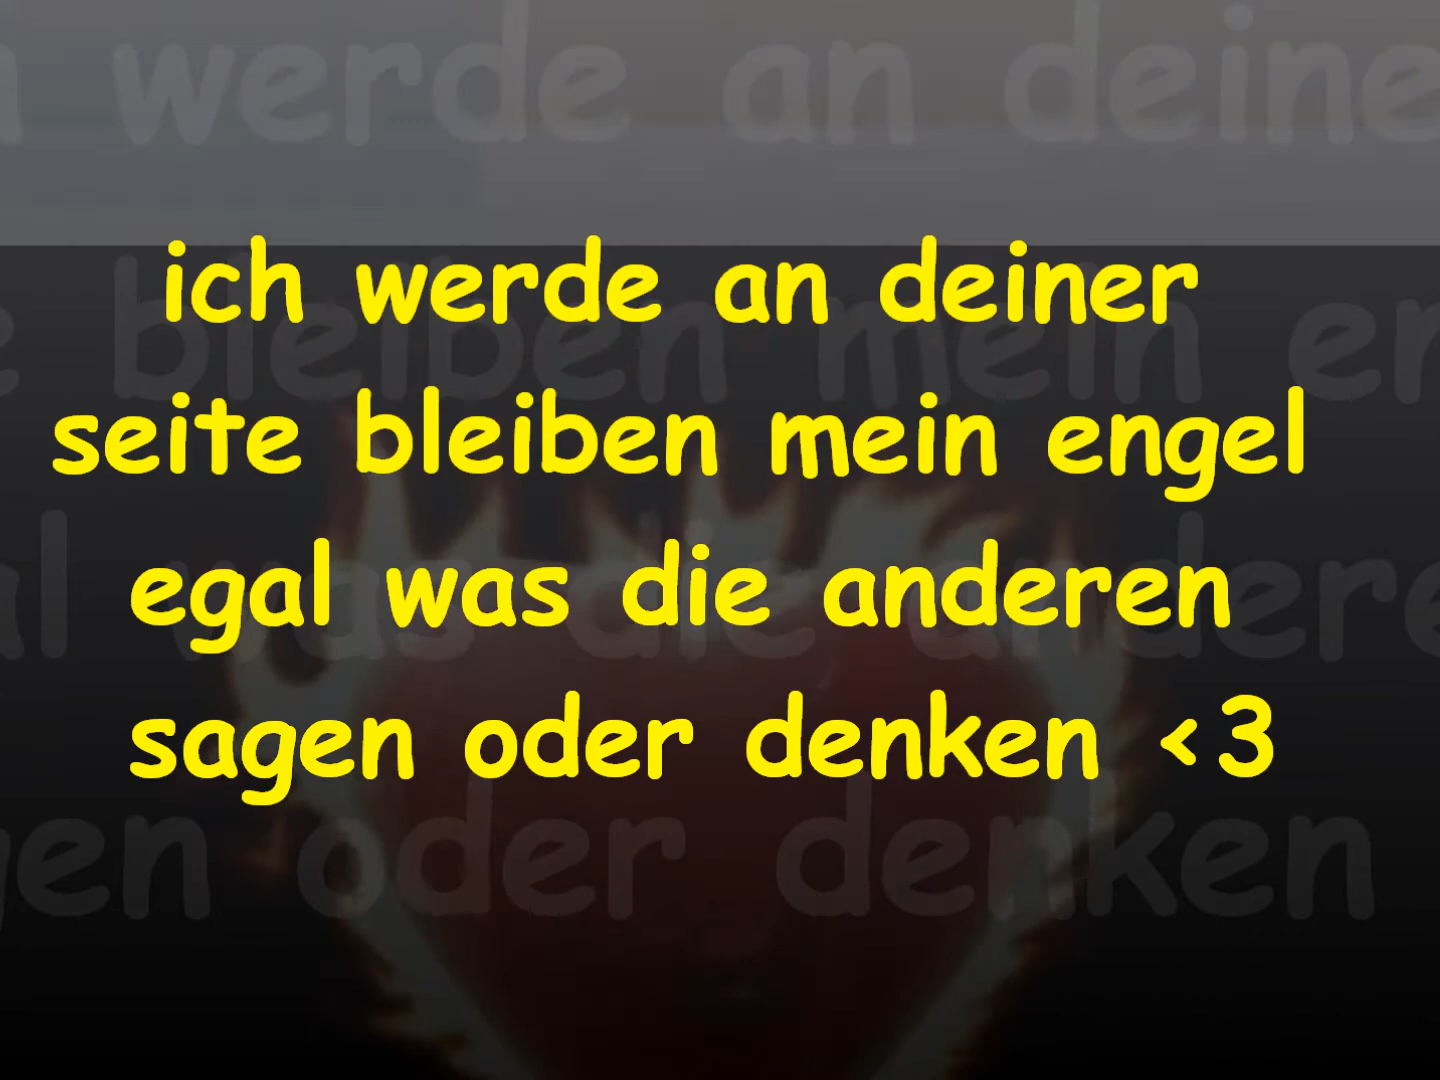 ich werde an deiner
seite bleiben mein engel
egal was die anderen
sagen oder denken <3